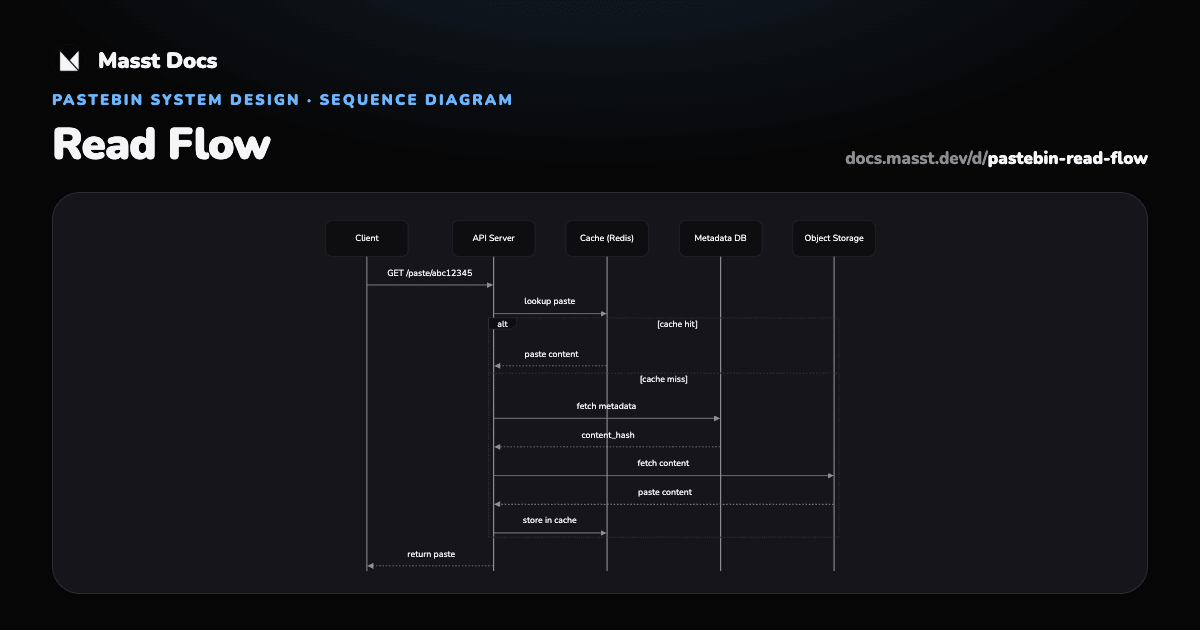 Masst Docs
PASTEBIN SYSTEM DESIGN · SEQUENCE DIAGRAM
Read Flow
docs.masst.dev/d/pastebin-read-flow
Client
API Server
Cache (Redis)
Metadata DB
Object Storage
GET /paste/abc12345
lookup paste
alt
[cache hit]
paste content
[cache miss]
fetch metadata
content_hash
fetch content
paste content
store in cache
return paste